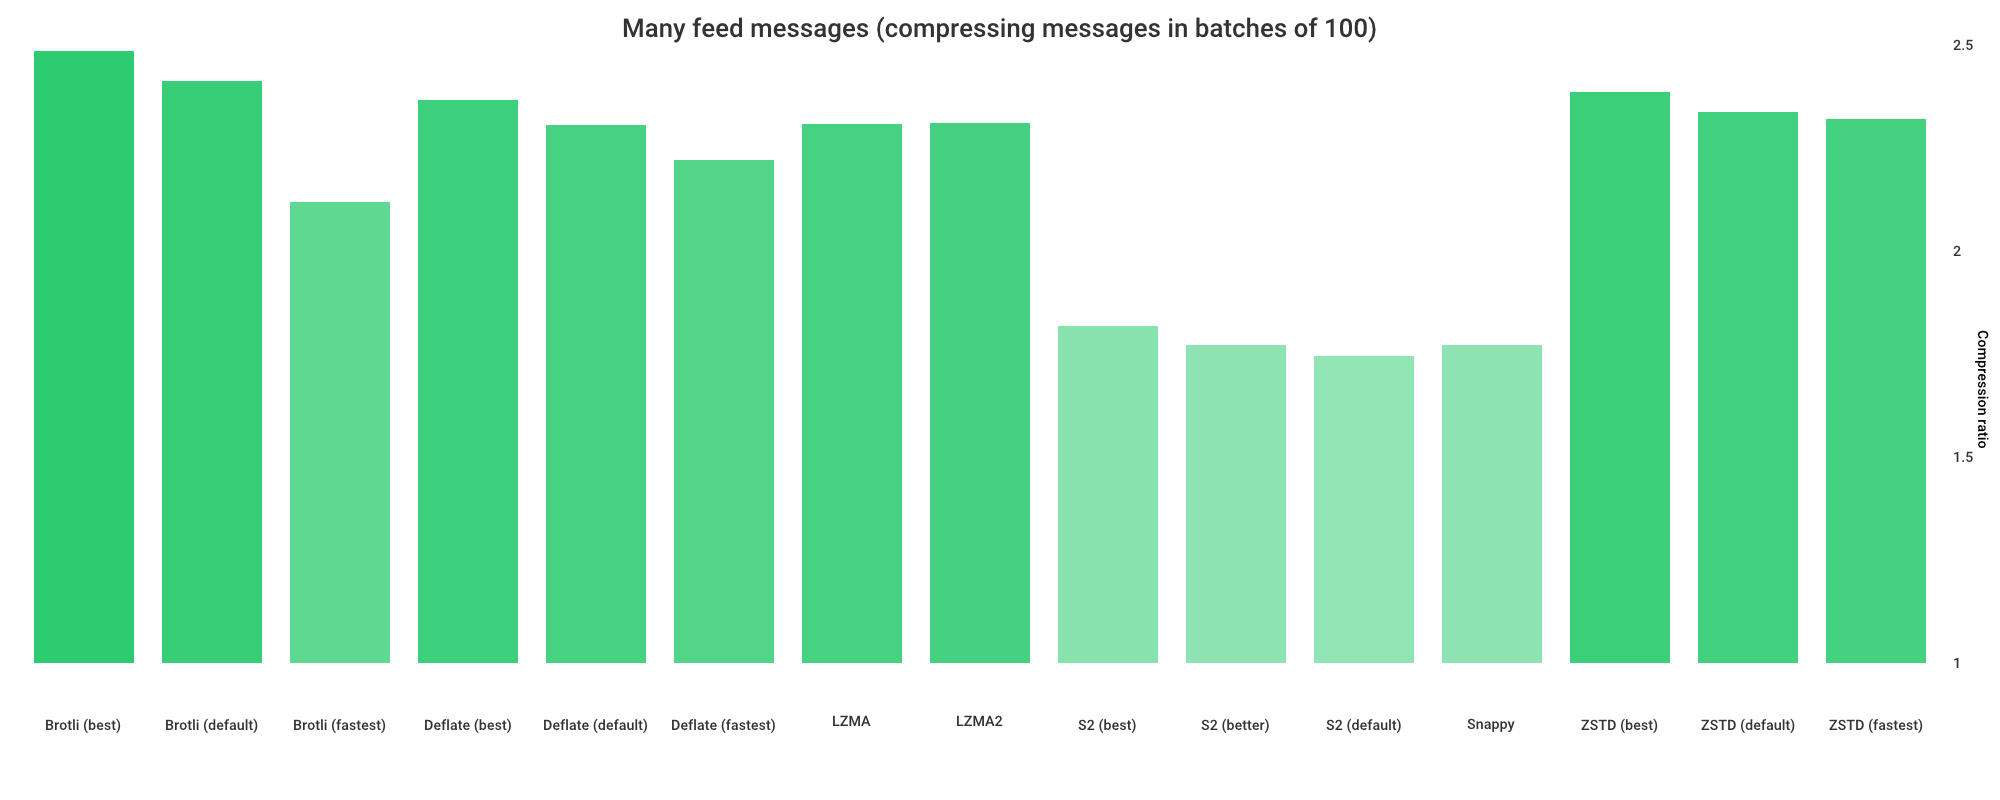 Many feed messages (compressing messages in batches of 100)
2.5
2
1.5
1
Compression ratio
Brotli (best)
Brotli (default)
Brotli (fastest)
Deflate (best)
Deflate (default)
Deflate (fastest)
LZMA
LZMA2
S2 (best)
S2 (better)
S2 (default)
Snappy
ZSTD (best)
ZSTD (default)
ZSTD (fastest)